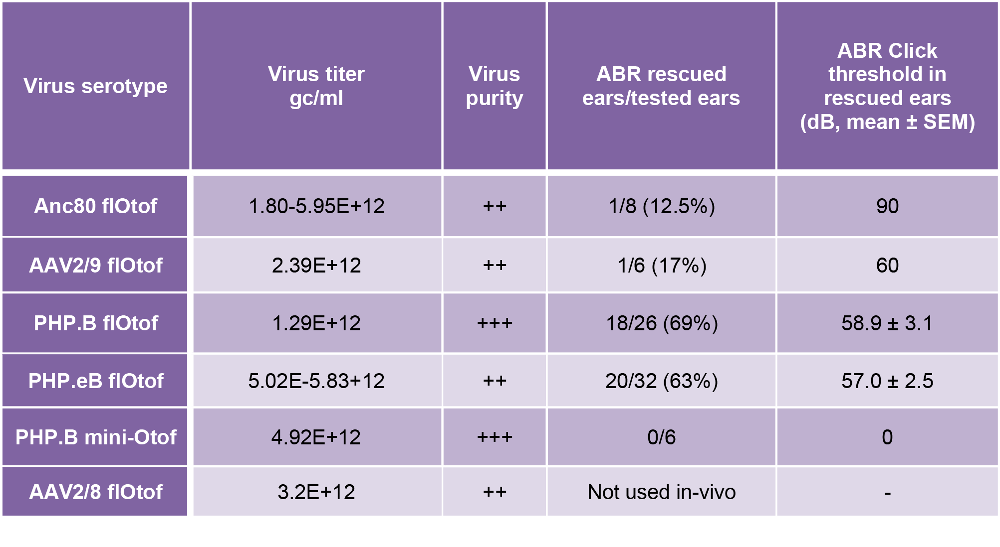 Virus serotype
Virus titer
gc/ml
Virus
purity
ABR rescued
ears/tested ears
ABR Click
threshold in
rescued ears
(dB, mean ± SEM)
Anc80 flOtof
1.80-5.95E+12
++
1/8 (12.5%)
90
AAV2/9 flOtof
2.39E+12
++
1/6 (17%)
60
PHP.B flOtof
1.29E+12
+++
18/26 (69%)
58.9 ± 3.1
PHP.eB flOtof
5.02E-5.83+12
++
20/32 (63%)
57.0 ± 2.5
PHP.B mini-Otof
4.92E+12
+++
0/6
0
AAV2/8 flOtof
3.2E+12
++
Not used in-vivo
-